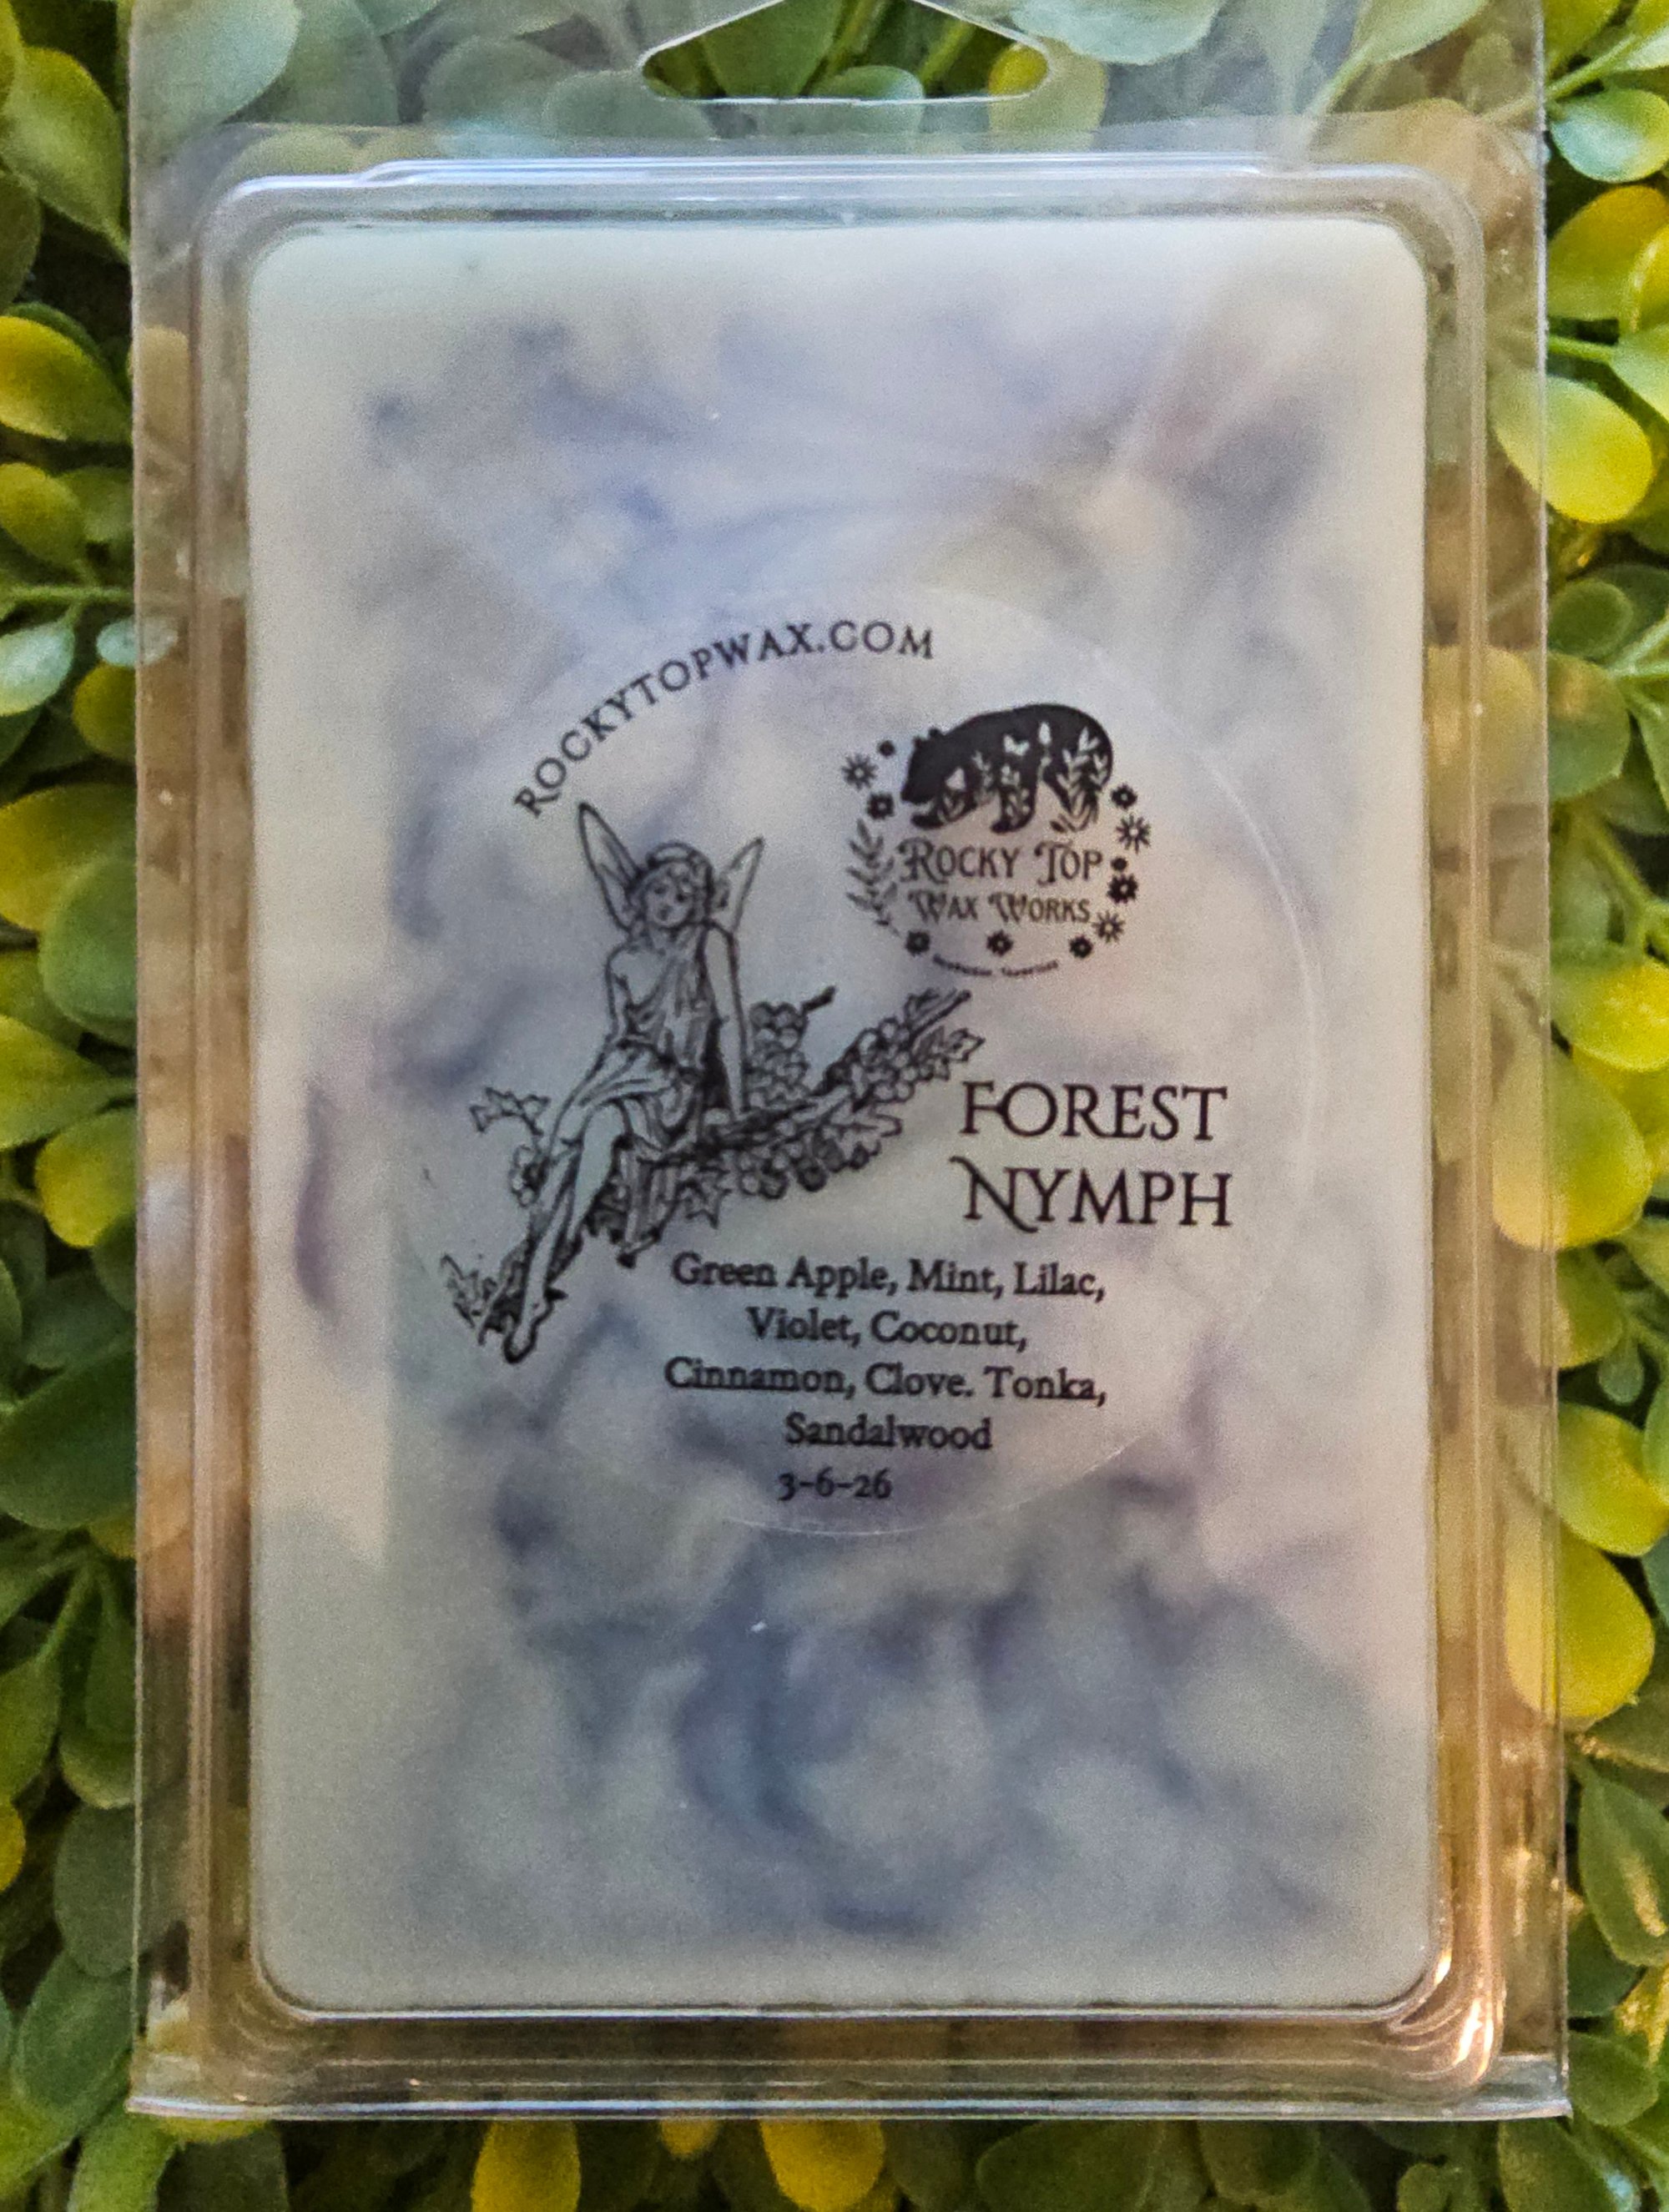 ROCKYTOPWAX.COM
ROCKY TOP
WAX WORKS
FOREST
NYMPH
Green Apple, Mint, Lilac,
Violet, Coconut,
Cinnamon, Clove. Tonka,
Sandalwood
3-6-26